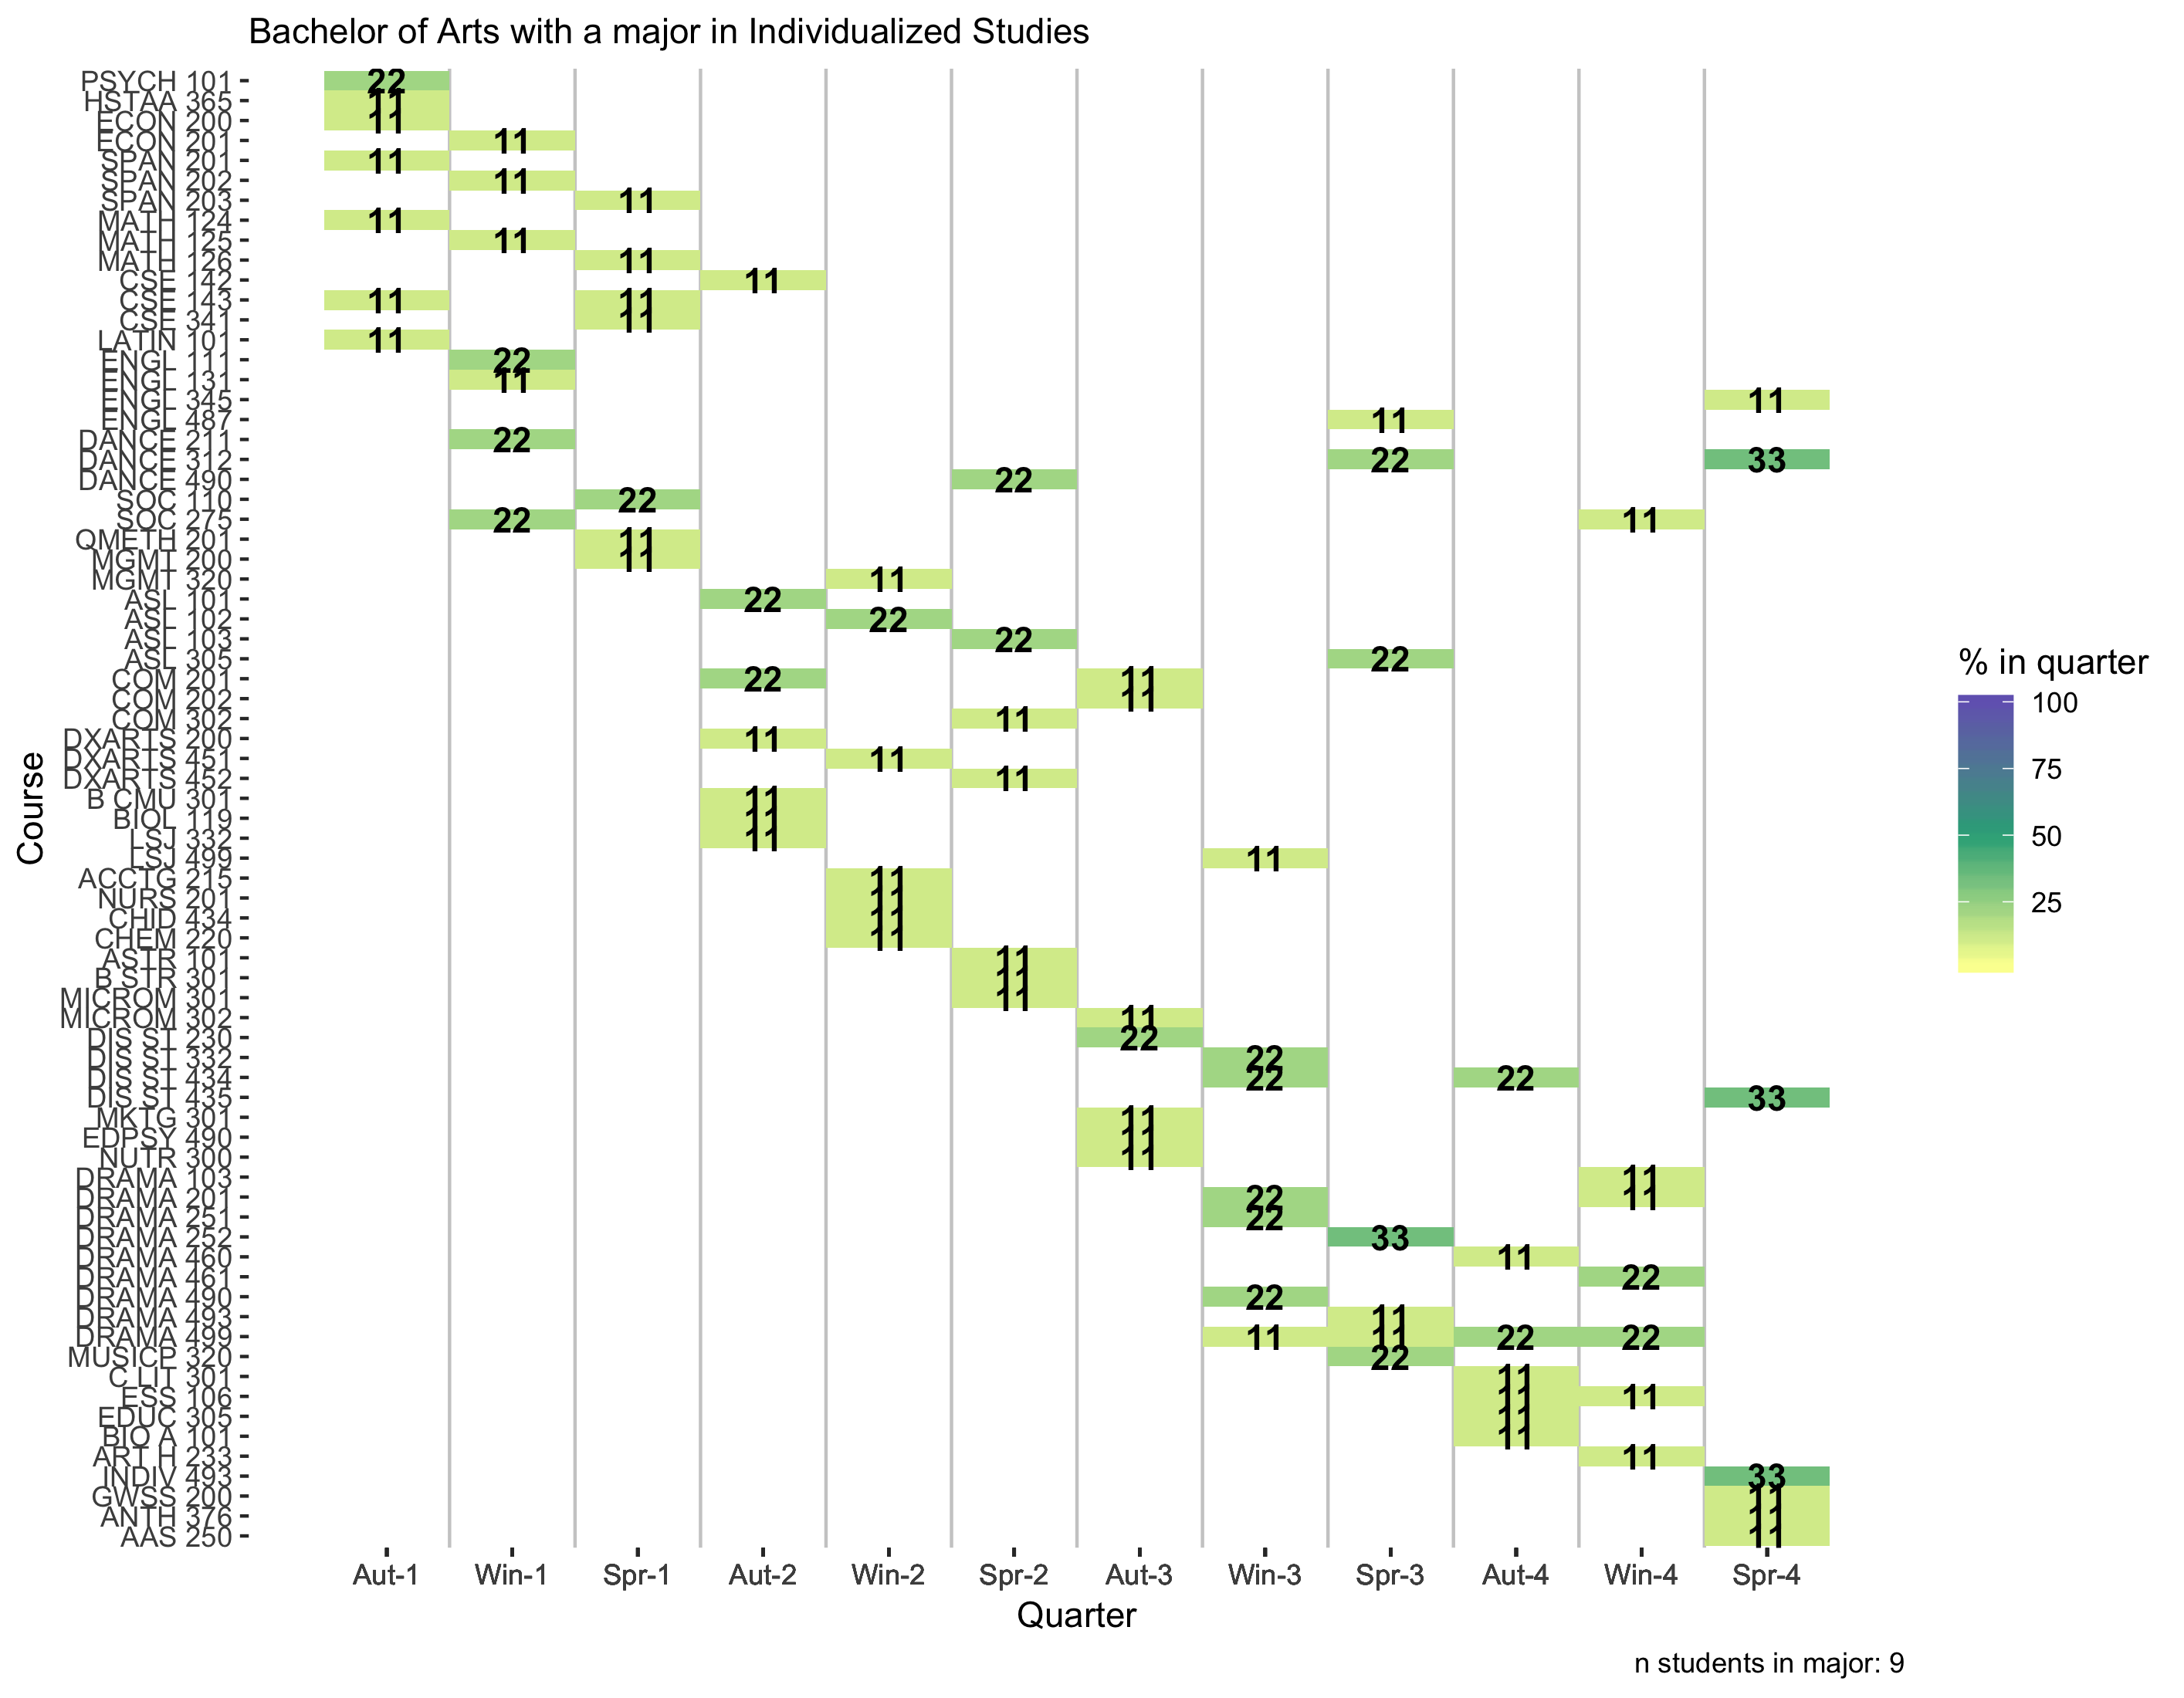 Bachelor of Arts with a major in Individualized Studies
PSYCH 101 22
HSTAA 365 11
ECON 200 11
ECON 201 11
SPAN 201 11
SPAN 202 11
SPAN 203 11
MATH 124 11
MATH 125 11
MATH 126 11
CSE 142 11
CSE 143 11 11
CSE 341 11
LATIN 101 11
ENGL 111 22
ENGL 131 11
ENGL 345 11
ENGL 487 11
DANCE 211 22
DANCE 312 22 33
DANCE 490 22
SOC 110 22
SOC 275 22 11
QMETH 201 11
MGMT 200 11
MGMT 320 11
ASL 101 22
ASL 102 22
ASL 103 22
ASL 305 22
COM 201 22 11
COM 202 11
COM 302 11
DXARTS 200 11
DXARTS 451 11
DXARTS 452 11
B CMU 301 11
BIOL 119 11
LSJ 332 11
LSJ 499 11
ACCTG 215 11
NURS 201 11
CHID 434 11
CHEM 220 11
ASTR 101 11
B STR 301 11
MICROM 301 11
MICROM 302 11
DIS ST 230 22
DIS ST 332 22
DIS ST 434 22 22
DIS ST 435 33
MKTG 301 11
EDPSY 490 11
NUTR 300 11
DRAMA 103 11
DRAMA 201 22 11
DRAMA 251 22
DRAMA 252 33
DRAMA 460 11
DRAMA 461 22
DRAMA 490 22
DRAMA 493 11
DRAMA 499 11 11 22 22
MUSICP 320 22
C LIT 301 11
ESS 106 11 11
EDUC 305 11
BIO A 101 11
ART H 233 11
INDIV 493 33
GWSS 200 11
ANTH 376 11
AAS 250 11
Course
Aut-1 Win-1 Spr-1 Aut-2 Win-2 Spr-2 Aut-3 Win-3 Spr-3 Aut-4 Win-4 Spr-4
Quarter
% in quarter
100
75
50
25
n students in major: 9